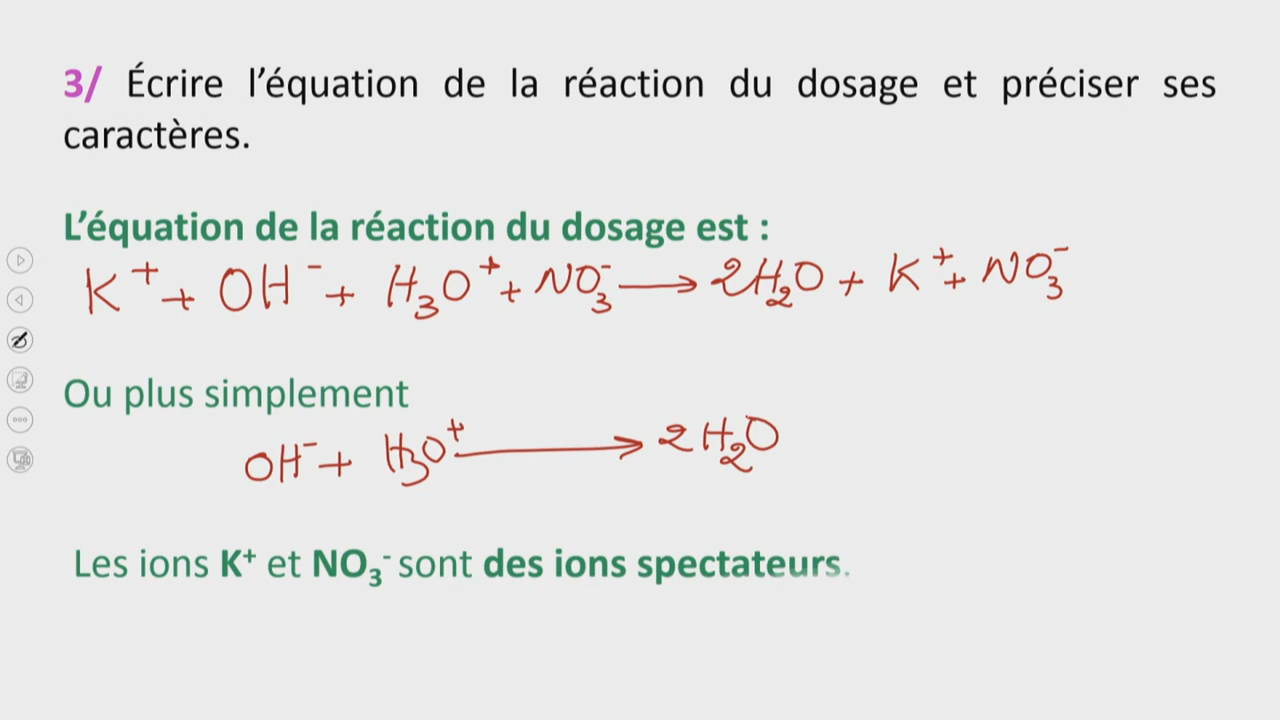 3/ Écrire l’équation de la réaction du dosage et préciser ses
caractères.
L’équation de la réaction du dosage est :
K⁺ + OH⁻ + H₃O⁺ + NO₃⁻ ⟶ 2H₂O + K⁺ + NO₃⁻
Ou plus simplement
OH⁻ + H₃O⁺ ⟶ 2H₂O
Les ions K⁺ et NO₃⁻ sont des ions spectateurs.